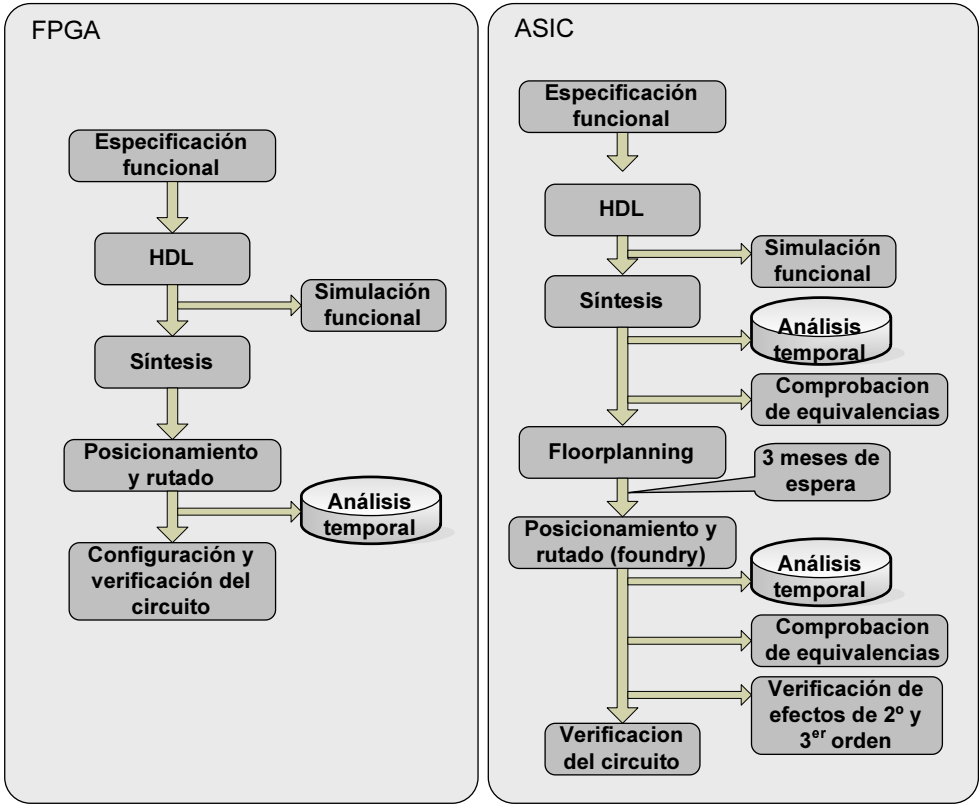 FPGA
Especificación
funcional
HDL
Simulación
funcional
Síntesis
Posicionamiento
y rutado
Análisis
temporal
Configuración y
verificación del
circuito
ASIC
Especificación
funcional
HDL
Simulación
funcional
Síntesis
Análisis
temporal
Comprobacion
de equivalencias
Floorplanning
3 meses de
espera
Posicionamiento y
rutado (foundry)
Análisis
temporal
Comprobacion
de equivalencias
Verificación de
efectos de 2º y
3er orden
Verificacion
del circuito